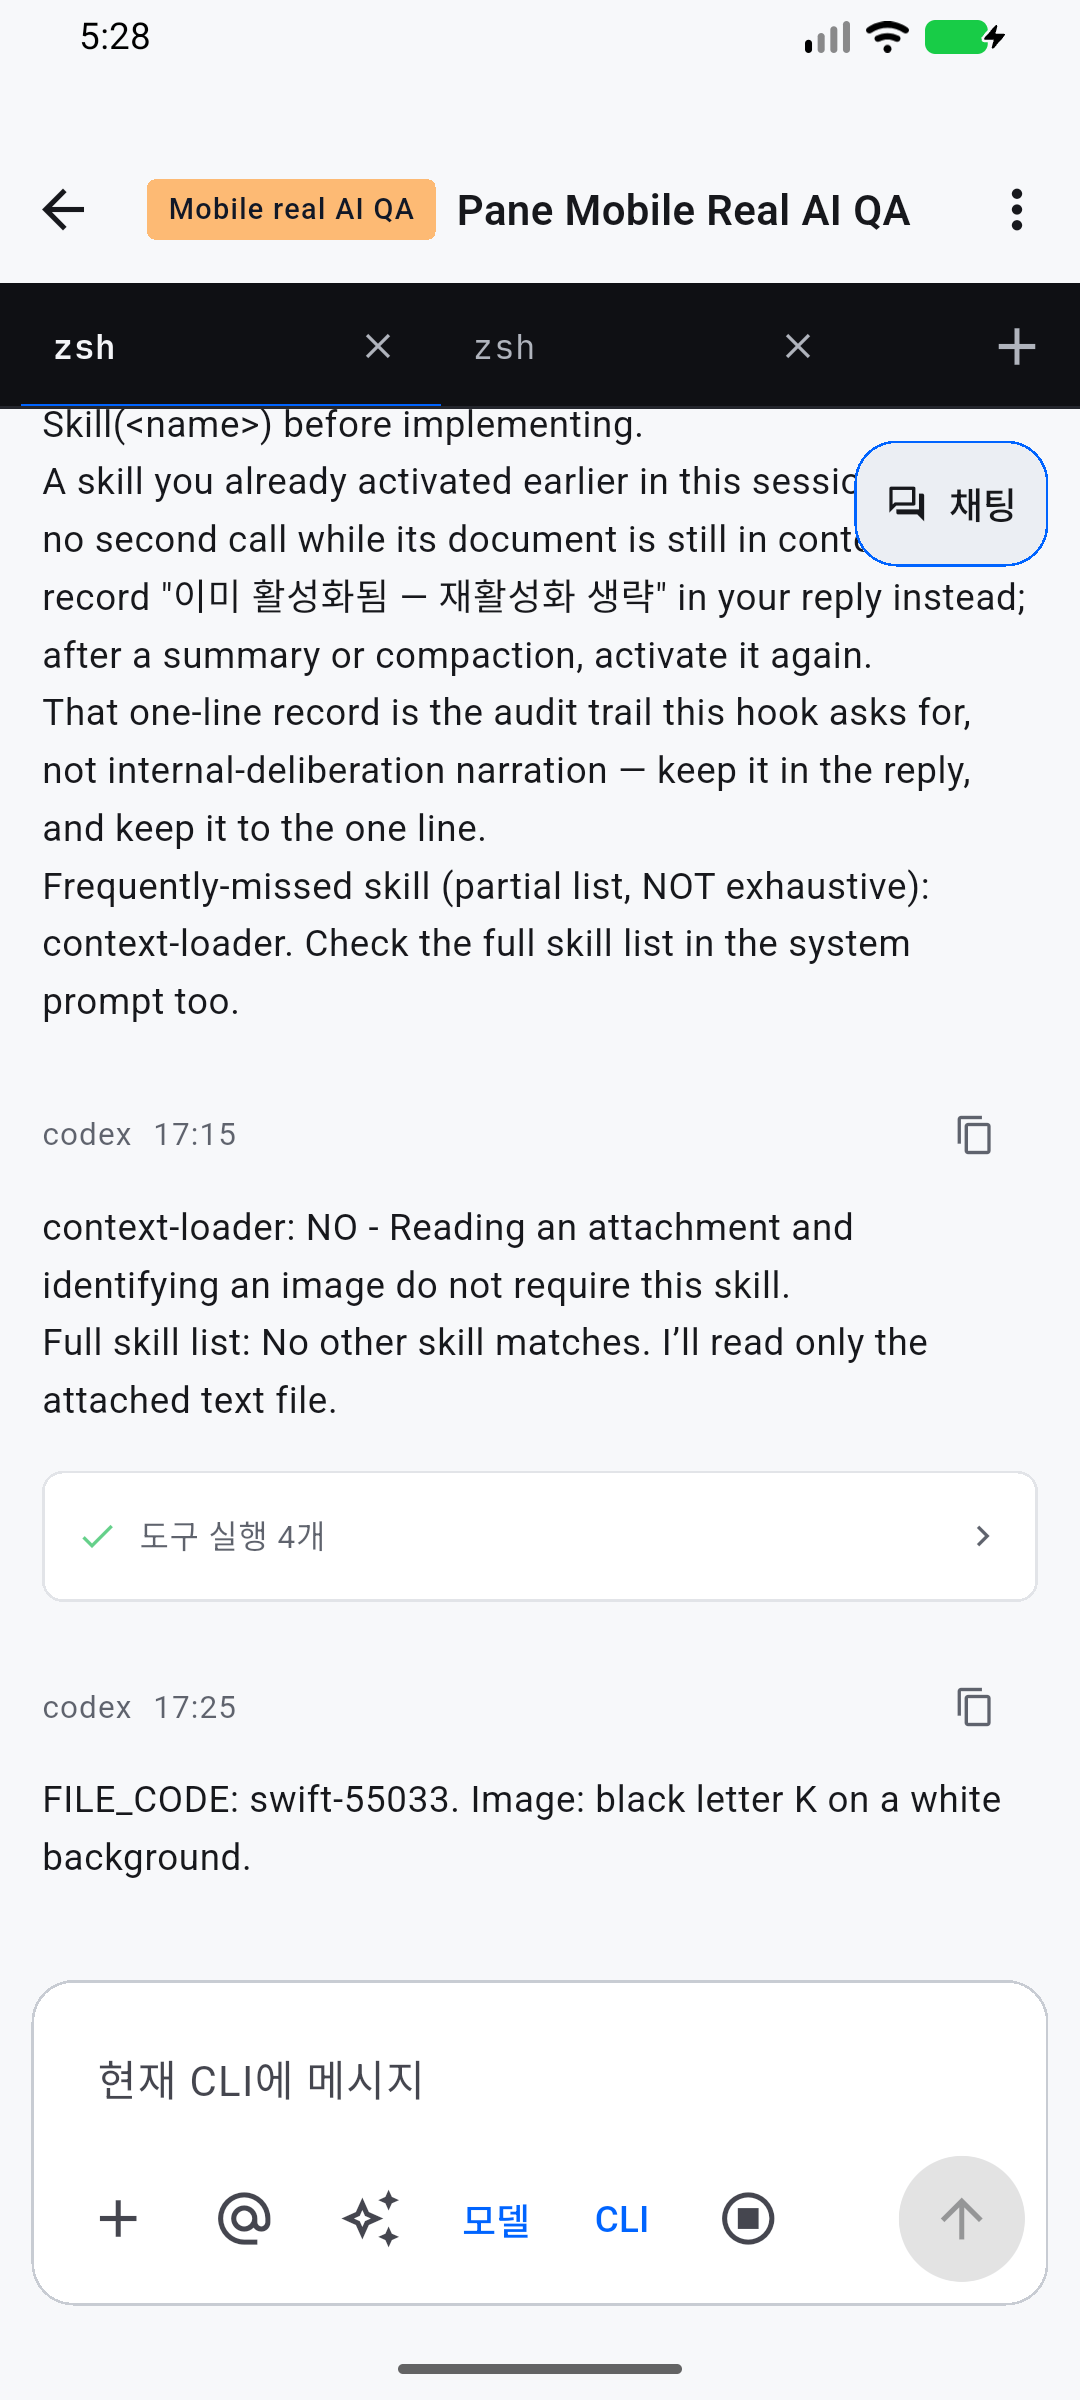 5:28
Mobile real AI QA
Pane Mobile Real AI QA
zsh
zsh
Skill(<name>) before implementing.
A skill you already activated earlier in this sessio
채팅
no second call while its document is still in conte
record "이미 활성화됨 – 재활성화 생략" in your reply instead;
after a summary or compaction, activate it again.
That one-line record is the audit trail this hook asks for,
not internal-deliberation narration — keep it in the reply,
and keep it to the one line.
Frequently-missed skill (partial list, NOT exhaustive):
context-loader. Check the full skill list in the system
prompt too.
codex 17:15
context-loader: NO - Reading an attachment and
identifying an image do not require this skill.
Full skill list: No other skill matches. I’ll read only the
attached text file.
도구 실행 4개
codex 17:25
FILE_CODE: swift-55033. Image: black letter K on a white
background.
현재 CLI에 메시지
모델
CLI